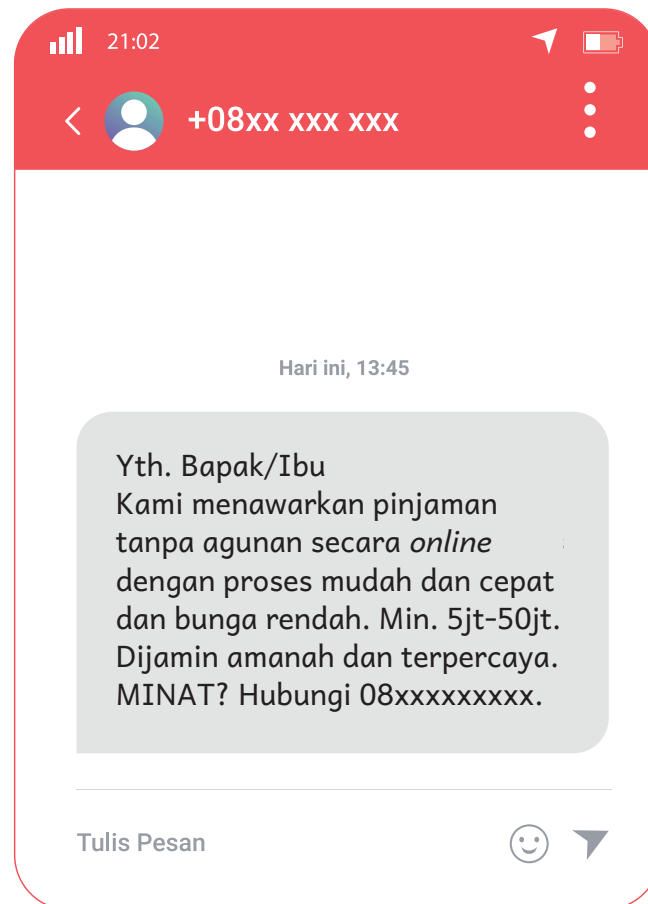 21:02
+08xx xxx xxx
Hari ini, 13:45
Yth. Bapak/Ibu
Kami menawarkan pinjaman
tanpa agunan secara online
dengan proses mudah dan cepat
dan bunga rendah. Min. 5jt-50jt.
Dijamin amanah dan terpercaya.
MINAT? Hubungi 08xxxxxxxxx.
Tulis Pesan